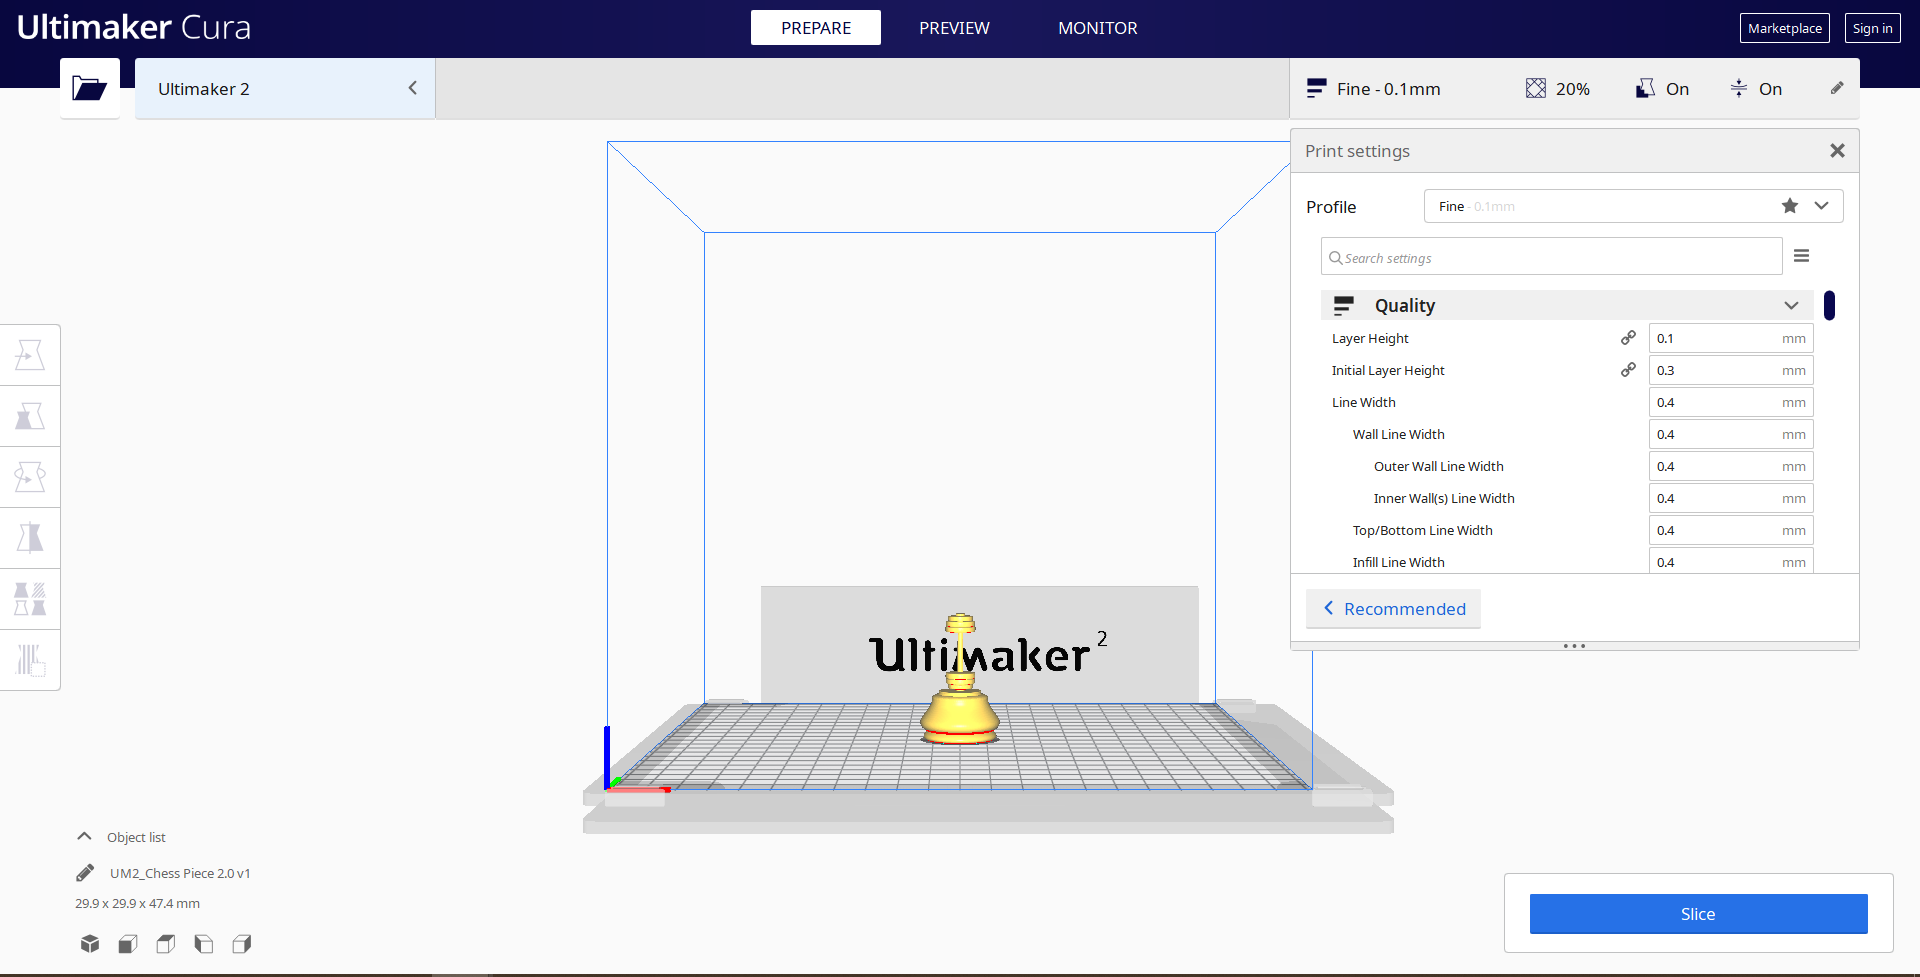 Ultimaker Cura
PREPARE
PREVIEW
MONITOR
Marketplace
Sign in
Ultimaker 2
Fine - 0.1mm
20%
On
On
Print settings
Profile
Fine - 0.1mm
Search settings
Quality
Layer Height
0.1 mm
Initial Layer Height
0.3 mm
Line Width
0.4 mm
Wall Line Width
0.4 mm
Outer Wall Line Width
0.4 mm
Inner Wall(s) Line Width
0.4 mm
Top/Bottom Line Width
0.4 mm
Infill Line Width
0.4 mm
Recommended
Ultimaker 2
Object list
UM2_Chess Piece 2.0 v1
29.9 x 29.9 x 47.4 mm
Slice